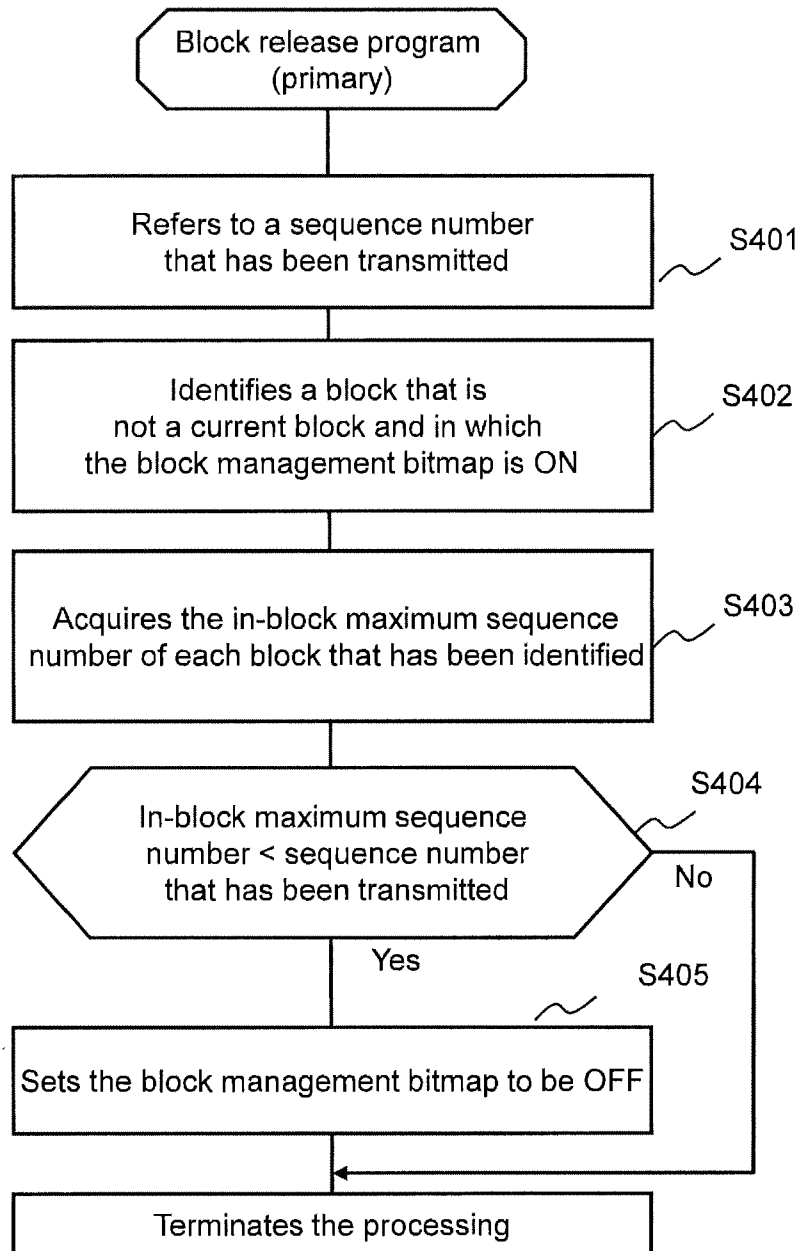 Block release program
(primary)
Refers to a sequence number
that has been transmitted
S401
Identifies a block that is
not a current block and in which
the block management bitmap is ON
S402
Acquires the in-block maximum sequence
number of each block that has been identified
S403
In-block maximum sequence
number < sequence number
that has been transmitted
S404
No
Yes
S405
Sets the block management bitmap to be OFF
Terminates the processing